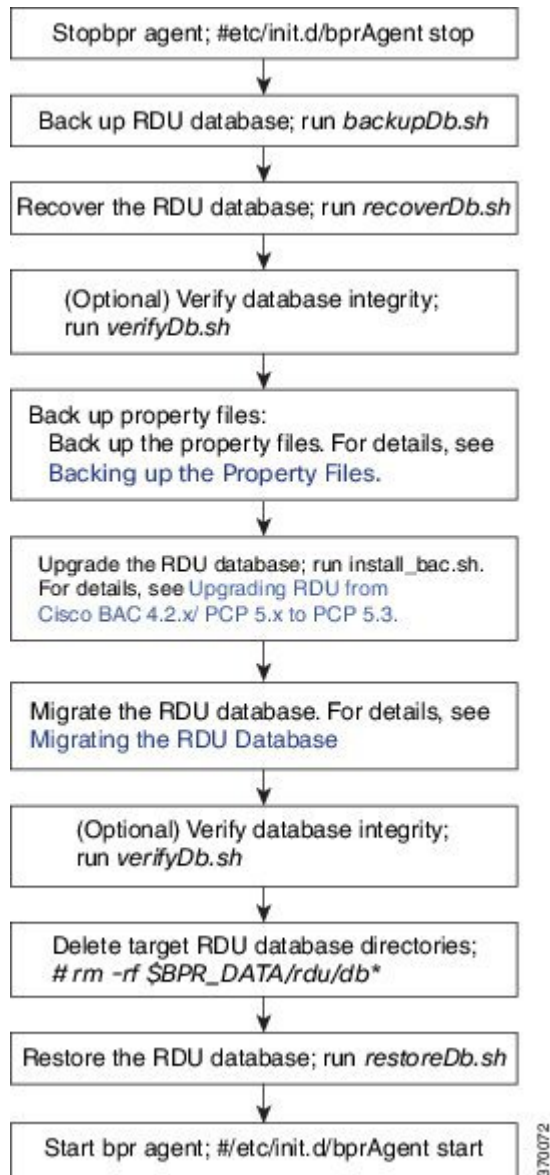 Stopbpr agent; #etc/init.d/bprAgent stop
Back up RDU database; run backupDb.sh
Recover the RDU database; run recoverDb.sh
(Optional) Verify database integrity;
run verifyDb.sh
Back up property files:
Back up the property files. For details, see
Backing up the Property Files.
Upgrade the RDU database; run install_bac.sh.
For details, see Upgrading RDU from
Cisco BAC 4.2.x/ PCP 5.x to PCP 5.3.
Migrate the RDU database. For details, see
Migrating the RDU Database
(Optional) Verify database integrity;
run verifyDb.sh
Delete target RDU database directories;
# rm -rf $BPR_DATA/rdu/db*
Restore the RDU database; run restoreDb.sh
Start bpr agent; #/etc/init.d/bprAgent start
370072